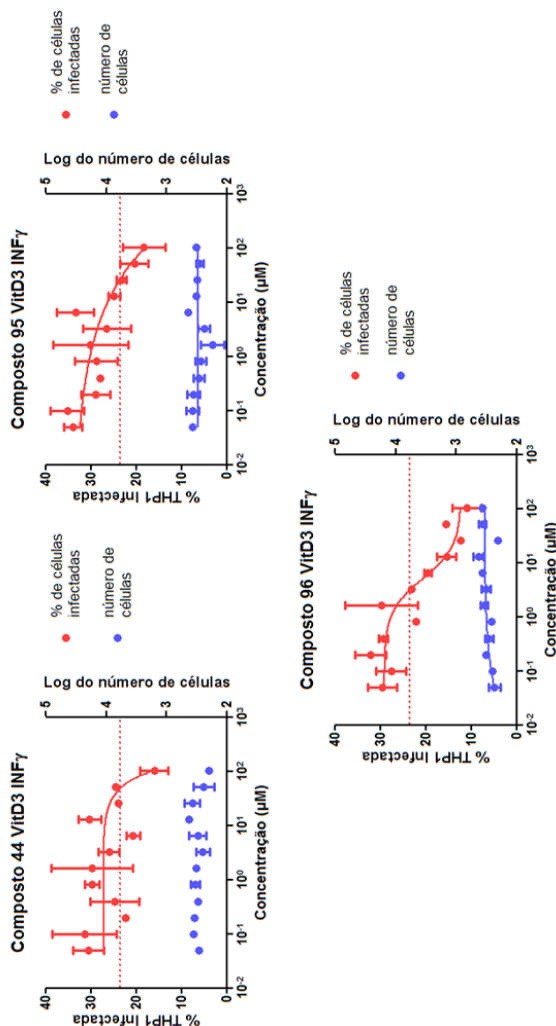 Composto 44 VitD3 INFγ
% THP1 Infectada
40
30
20
10
0
Log do número de células
5
4
3
2
10-2
10-1
100
101
102
103
Concentração (µM)
% de células
infectadas
número de
células
Composto 95 VitD3 INFγ
% THP1 Infectada
40
30
20
10
0
Log do número de células
5
4
3
2
10-2
10-1
100
101
102
103
Concentração (µM)
% de células
infectadas
número de
células
Composto 96 VitD3 INFγ
% THP1 Infectada
40
30
20
10
0
Log do número de células
5
4
3
2
10-2
10-1
100
101
102
103
Concentração (µM)
% de células
infectadas
número de
células